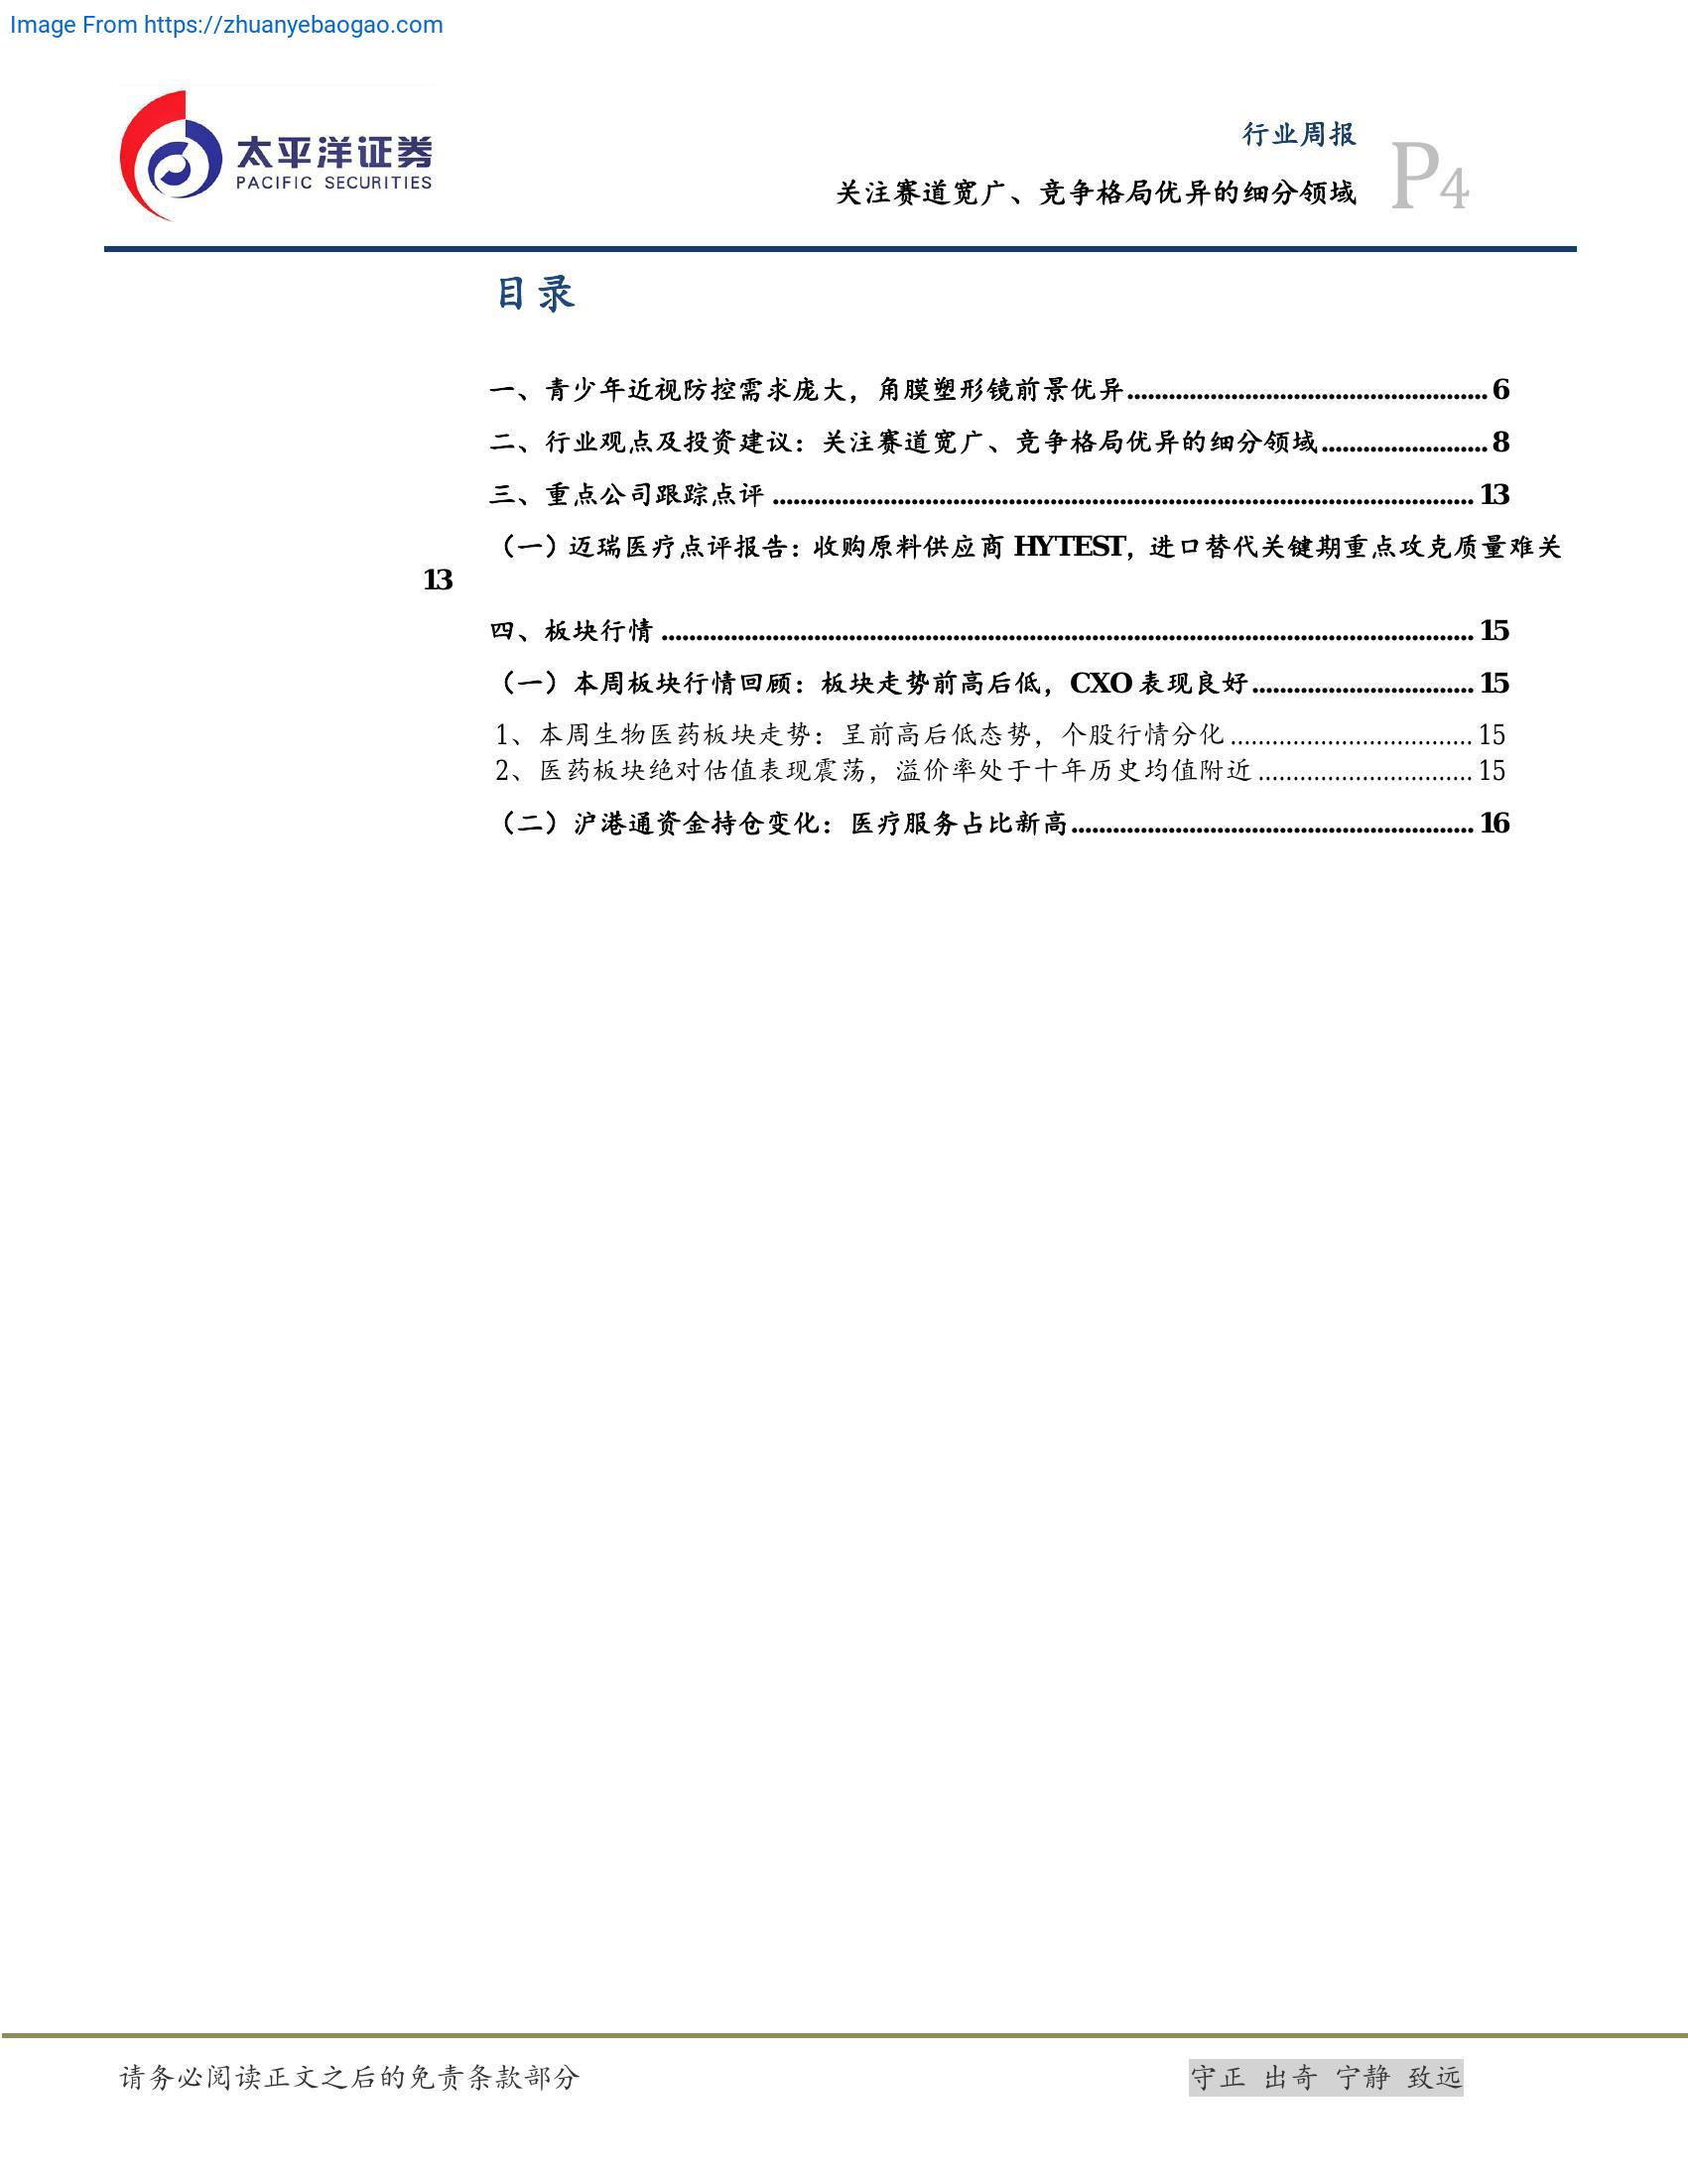 Image From https://zhuanyebaogao.com
太平洋证券
PACIFIC SECURITIES
行业周报
关注赛道宽广、竞争格局优异的细分领域
P4
目录
一、青少年近视防控需求庞大，角膜塑形镜前景优异.................................................... 6
二、行业观点及投资建议：关注赛道宽广、竞争格局优异的细分领域........................ 8
三、重点公司跟踪点评 ..................................................................................................... 13
（一）迈瑞医疗点评报告：收购原料供应商 HYTEST，进口替代关键期重点攻克质量难关
13
四、板块行情 ..................................................................................................................... 15
（一）本周板块行情回顾：板块走势前高后低，CXO 表现良好................................ 15
1、本周生物医药板块走势：呈前高后低态势，个股行情分化 ................................... 15
2、医药板块绝对估值表现震荡，溢价率处于十年历史均值附近 ............................... 15
（二）沪港通资金持仓变化：医疗服务占比新高.......................................................... 16
请务必阅读正文之后的免责条款部分
守正 出奇 宁静 致远